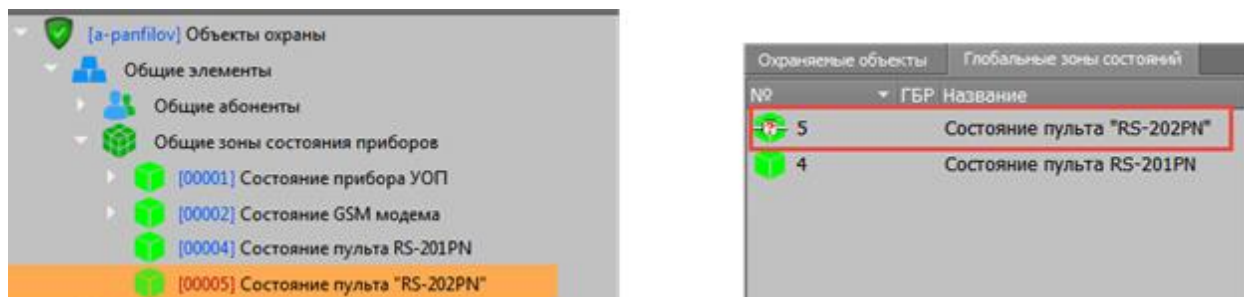 [a-panfilov] Объекты охраны
Общие элементы
Общие абоненты
Общие зоны состояния приборов
[00001] Состояние прибора УОП
[00002] Состояние GSM модема
[00004] Состояние пульта RS-201PN
[00005] Состояние пульта "RS-202PN"
Охраняемые объекты Глобальные зоны состояний
№ ГБР Название
? 5 Состояние пульта "RS-202PN"
4 Состояние пульта RS-201PN